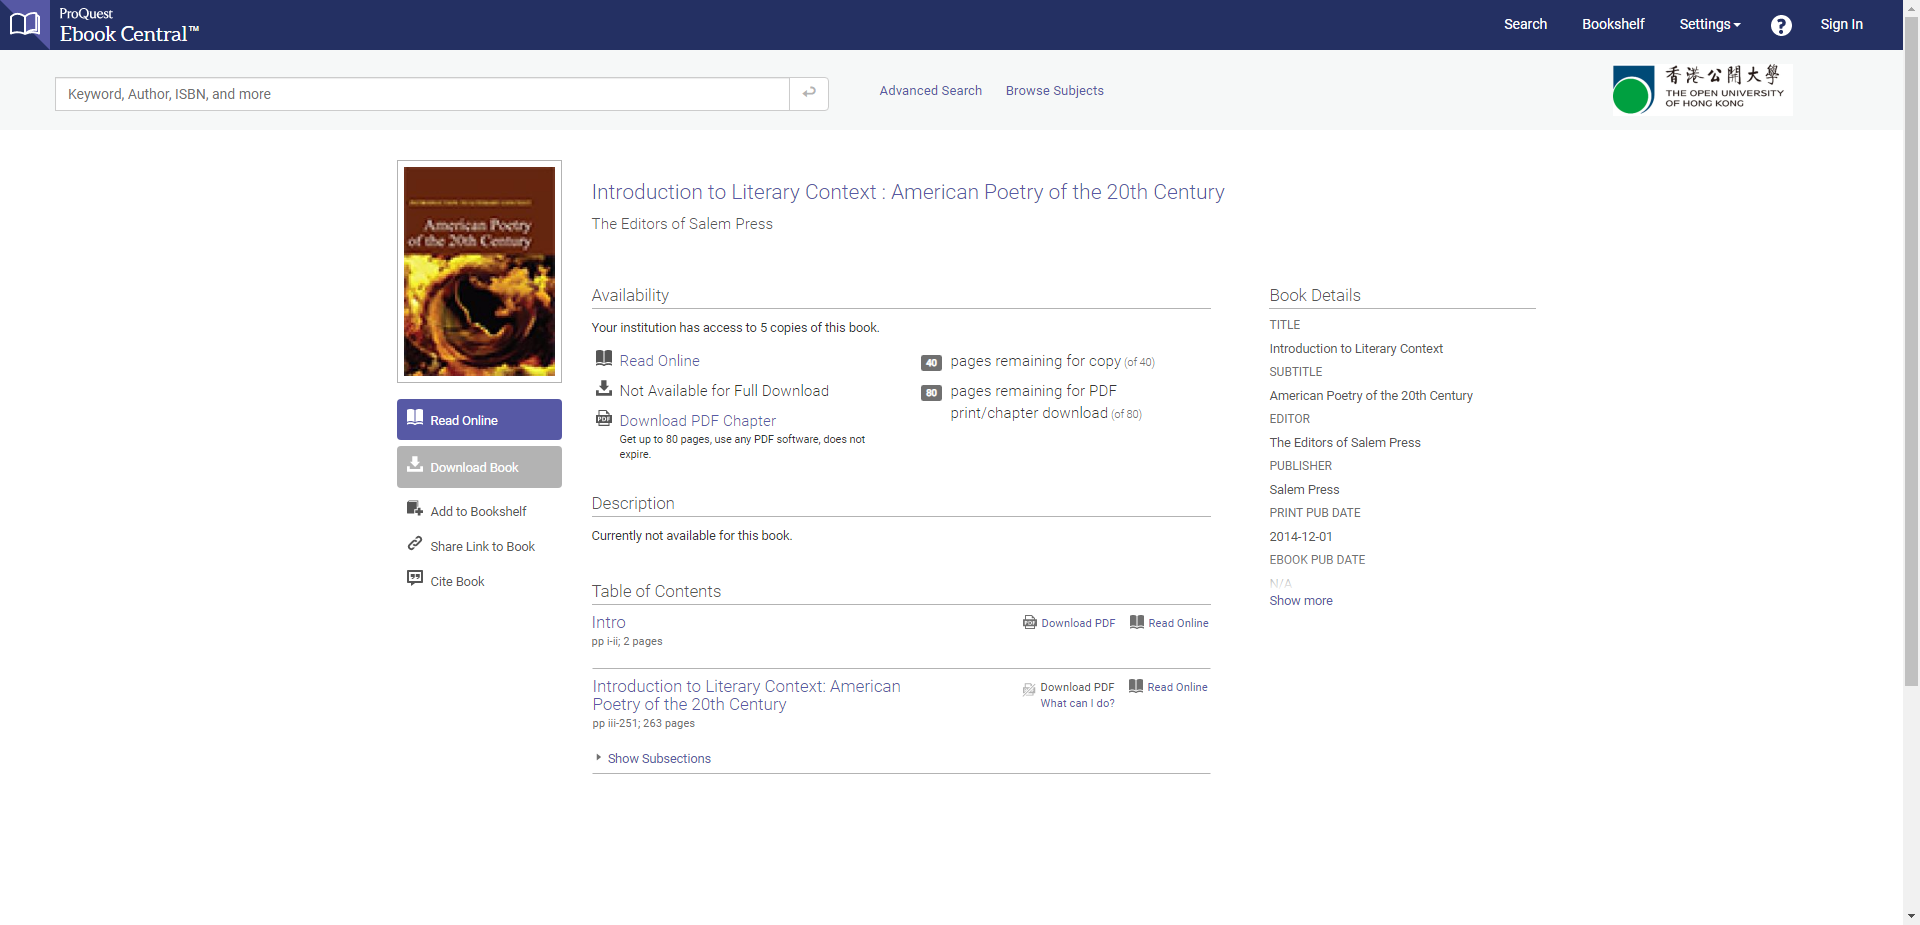 ProQuest
Ebook Central™
Search
Bookshelf
Settings
?
Sign In
Keyword, Author, ISBN, and more
Advanced Search
Browse Subjects
香港公開大學
THE OPEN UNIVERSITY
OF HONG KONG
INTRODUCTION TO LITERARY CONTEXT
American Poetry
of the 20th Century
Read Online
Download Book
Add to Bookshelf
Share Link to Book
Cite Book
Introduction to Literary Context : American Poetry of the 20th Century
The Editors of Salem Press
Availability
Your institution has access to 5 copies of this book.
Read Online
Not Available for Full Download
PDF
Download PDF Chapter
Get up to 80 pages, use any PDF software, does not
expire.
40 pages remaining for copy (of 40)
80 pages remaining for PDF
print/chapter download (of 80)
Description
Currently not available for this book.
Table of Contents
Intro
pp i-ii; 2 pages
PDF Download PDF
Read Online
Introduction to Literary Context: American
Poetry of the 20th Century
pp iii-251; 263 pages
Download PDF
What can I do?
Read Online
Show Subsections
Book Details
TITLE
Introduction to Literary Context
SUBTITLE
American Poetry of the 20th Century
EDITOR
The Editors of Salem Press
PUBLISHER
Salem Press
PRINT PUB DATE
2014-12-01
EBOOK PUB DATE
N/A
Show more